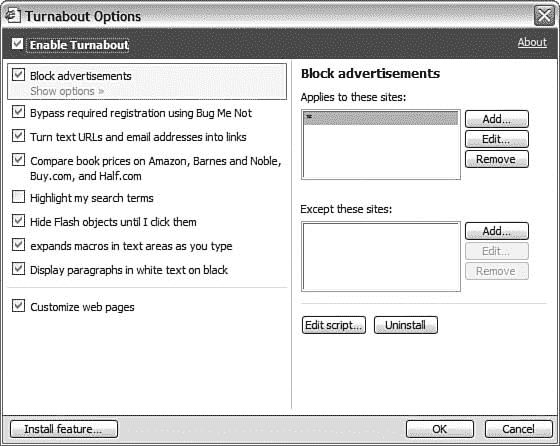 Turnabout Options
Enable Turnabout
About
Block advertisements
Show options »
Bypass required registration using Bug Me Not
Turn text URLs and email addresses into links
Compare book prices on Amazon, Barnes and Noble,
Buy.com, and Half.com
Highlight my search terms
Hide Flash objects until I click them
expands macros in text areas as you type
Display paragraphs in white text on black
Customize web pages
Block advertisements
Applies to these sites:
*
Add...
Edit...
Remove
Except these sites:
Add...
Edit...
Remove
Edit script...
Uninstall
Install feature...
OK
Cancel